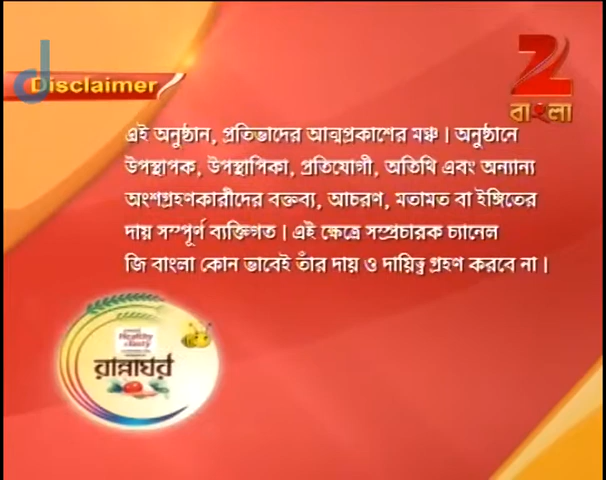 Disclaimer
Z
বাংলা
এই অনুষ্ঠান, প্রতিভাদের আত্মপ্রকাশের মঞ্চ । অনুষ্ঠানে
উপস্থাপক, উপস্থাপিকা, প্রতিযোগী, অতিথি এবং অন্যান্য
অংশগ্রহণকারীদের বক্তব্য, আচরণ, মতামত বা ইঙ্গিতের
দায় সম্পূর্ণ ব্যক্তিগত । এই ক্ষেত্রে সম্প্রচারক চ্যানেল
জি বাংলা কোন ভাবেই তাঁর দায় ও দায়িত্ব গ্রহণ করবে না ।
Healthy
Tasty
রান্নাঘর